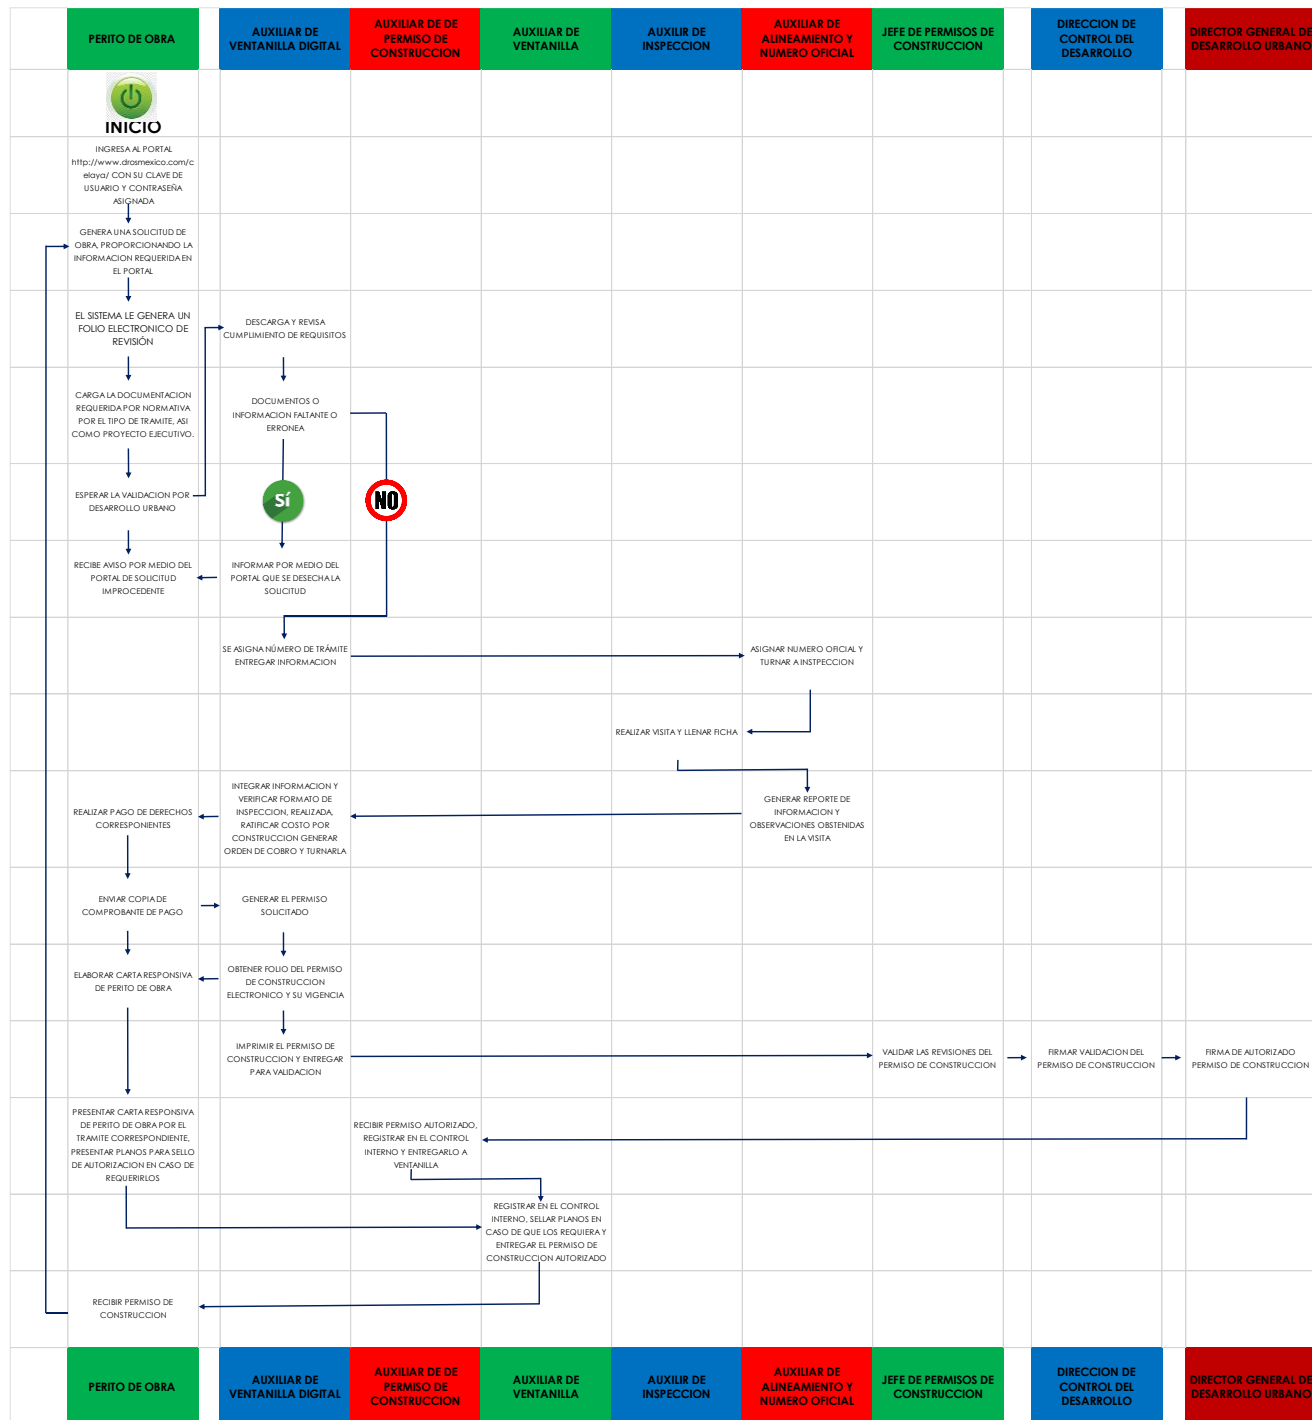 PERITO DE OBRA
AUXILIAR DE
VENTANILLA DIGITAL
AUXILIAR DE DE
PERMISO DE
CONSTRUCCION
AUXILIAR DE
VENTANILLA
AUXILIR DE
INSPECCION
AUXILIAR DE
ALINEAMIENTO Y
NUMERO OFICIAL
JEFE DE PERMISOS DE
CONSTRUCCION
DIRECCION DE
CONTROL DEL
DESARROLLO
DIRECTOR GENERAL DE
DESARROLLO URBANO
INICIO
INGRESA AL PORTAL
http://www.drosmexico.com/c
elaya/ CON SU CLAVE DE
USUARIO Y CONTRASEÑA
ASIGNADA
GENERA UNA SOLICITUD DE
OBRA, PROPORCIONANDO LA
INFORMACION REQUERIDA EN
EL PORTAL
EL SISTEMA LE GENERA UN
FOLIO ELECTRONICO DE
REVISIÓN
DESCARGA Y REVISA
CUMPLIMIENTO DE REQUISITOS
CARGA LA DOCUMENTACION
REQUERIDA POR NORMATIVA
POR EL TIPO DE TRAMITE, ASI
COMO PROYECTO EJECUTIVO.
DOCUMENTOS O
INFORMACION FALTANTE O
ERRONEA
ESPERAR LA VALIDACION POR
DESARROLLO URBANO
Sí
NO
RECIBE AVISO POR MEDIO DEL
PORTAL DE SOLICITUD
IMPROCEDENTE
INFORMAR POR MEDIO DEL
PORTAL QUE SE DESECHA LA
SOLICITUD
SE ASIGNA NÚMERO DE TRÁMITE
ENTREGAR INFORMACION
ASIGNAR NUMERO OFICIAL Y
TURNAR A INSTPECCION
REALIZAR VISITA Y LLENAR FICHA
REALIZAR PAGO DE DERECHOS
CORRESPONIENTES
INTEGRAR INFORMACION Y
VERIFICAR FORMATO DE
INSPECCION, REALIZADA,
RATIFICAR COSTO POR
CONSTRUCCION GENERAR
ORDEN DE COBRO Y TURNARLA
GENERAR REPORTE DE
INFORMACION Y
OBSERVACIONES OBSTENIDAS
EN LA VISITA
ENVIAR COPIA DE
COMPROBANTE DE PAGO
GENERAR EL PERMISO
SOLICITADO
ELABORAR CARTA RESPONSIVA
DE PERITO DE OBRA
OBTENER FOLIO DEL PERMISO
DE CONSTRUCCION
ELECTRONICO Y SU VIGENCIA
IMPRIMIR EL PERMISO DE
CONSTRUCCION Y ENTREGAR
PARA VALIDACION
VALIDAR LAS REVISIONES DEL
PERMISO DE CONSTRUCCION
FIRMAR VALIDACION DEL
PERMISO DE CONSTRUCCION
FIRMA DE AUTORIZADO
PERMISO DE CONSTRUCCION
PRESENTAR CARTA RESPONSIVA
DE PERITO DE OBRA POR EL
TRAMITE CORRESPONDIENTE,
PRESENTAR PLANOS PARA SELLO
DE AUTORIZACION EN CASO DE
REQUERIRLOS
RECIBIR PERMISO AUTORIZADO,
REGISTRAR EN EL CONTROL
INTERNO Y ENTREGARLO A
VENTANILLA
REGISTRAR EN EL CONTROL
INTERNO, SELLAR PLANOS EN
CASO DE QUE LOS REQUIERA Y
ENTREGAR EL PERMISO DE
CONSTRUCCION AUTORIZADO
RECIBIR PERMISO DE
CONSTRUCCION
PERITO DE OBRA
AUXILIAR DE
VENTANILLA DIGITAL
AUXILIAR DE DE
PERMISO DE
CONSTRUCCION
AUXILIAR DE
VENTANILLA
AUXILIR DE
INSPECCION
AUXILIAR DE
ALINEAMIENTO Y
NUMERO OFICIAL
JEFE DE PERMISOS DE
CONSTRUCCION
DIRECCION DE
CONTROL DEL
DESARROLLO
DIRECTOR GENERAL DE
DESARROLLO URBANO